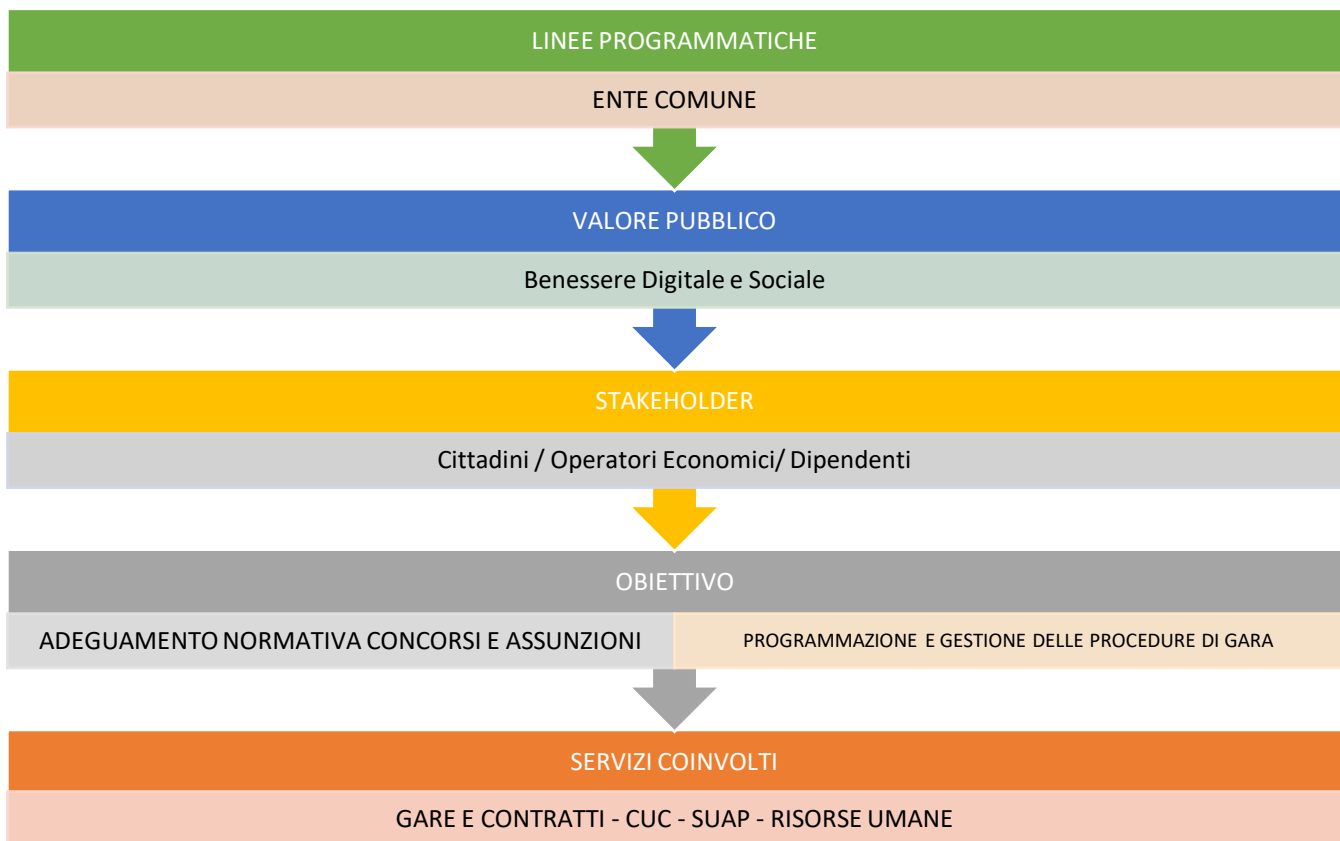 LINEE PROGRAMMATICHE
ENTE COMUNE
VALORE PUBBLICO
Benessere Digitale e Sociale
STAKEHOLDER
Cittadini / Operatori Economici/ Dipendenti
OBIETTIVO
ADEGUAMENTO NORMATIVA CONCORSI E ASSUNZIONI
PROGRAMMAZIONE E GESTIONE DELLE PROCEDURE DI GARA
SERVIZI COINVOLTI
GARE E CONTRATTI - CUC - SUAP - RISORSE UMANE